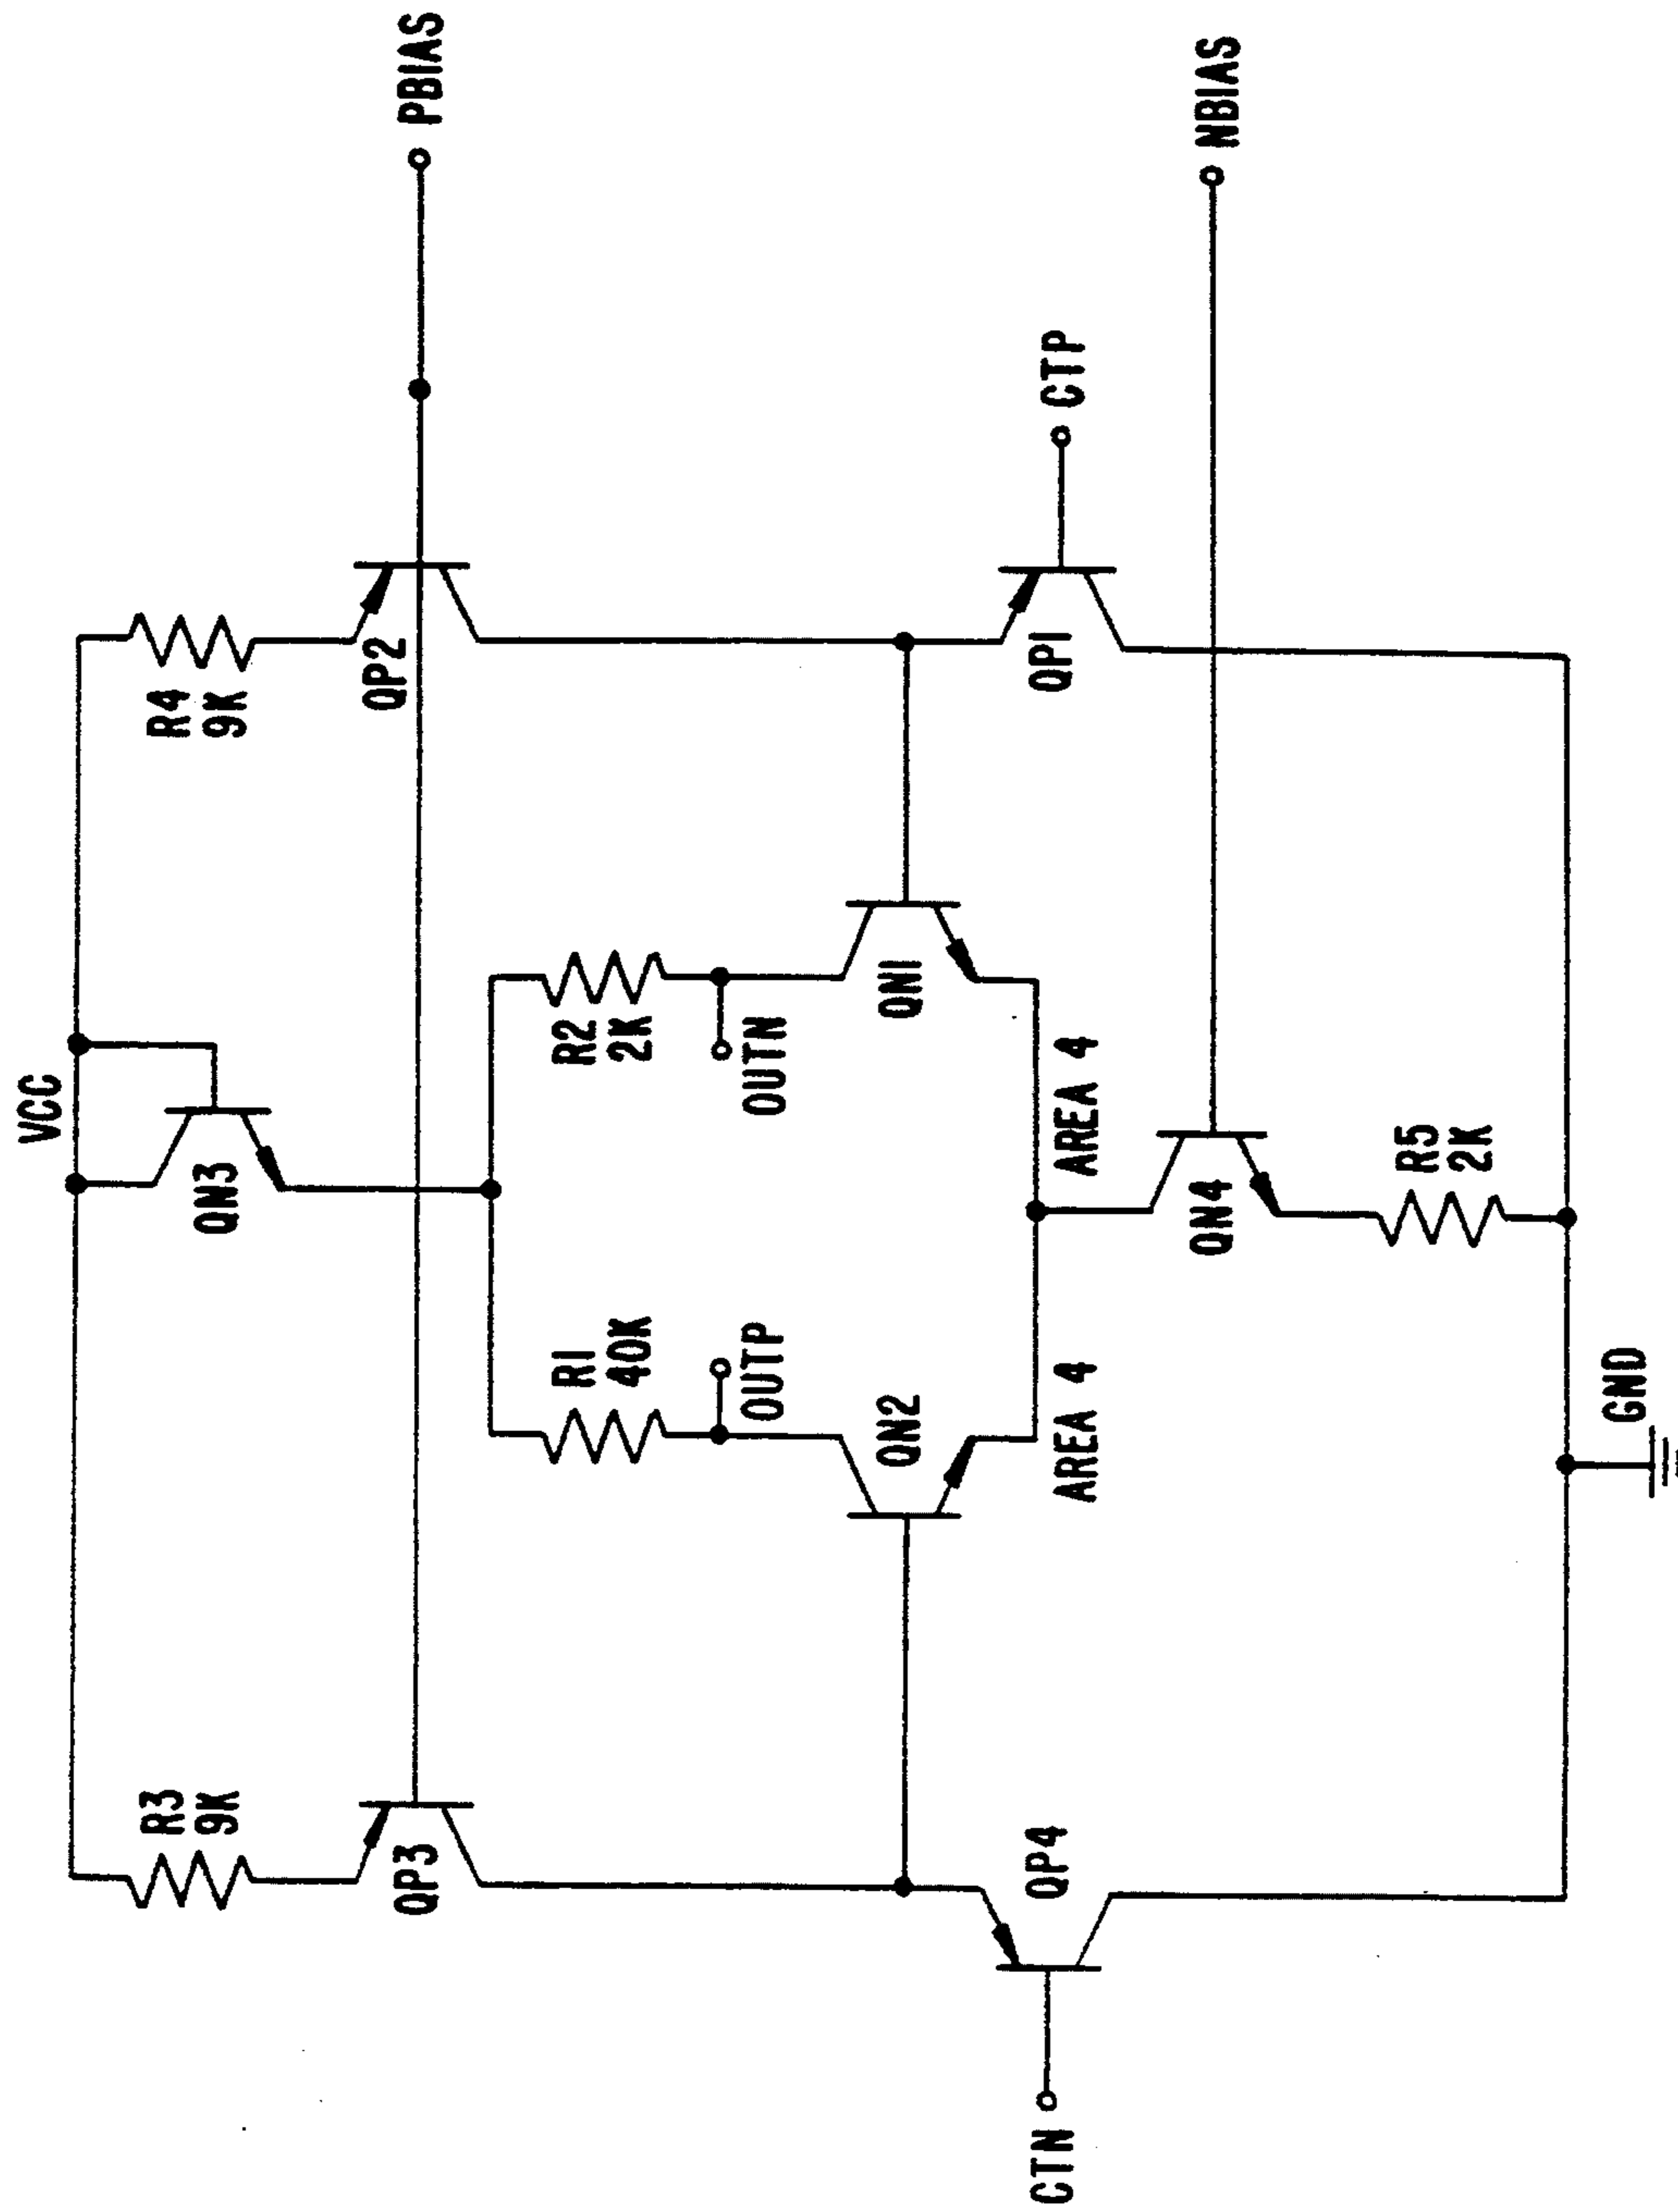 VCC
R3
9K
R4
9K
QN3
QP3
QP2
PBIAS
R1
40K
R2
2K
OUTP
OUTN
QN2
QN1
CTN
QP4
QP1
CTP
AREA 4
AREA 4
QN4
NBIAS
R5
2K
GND